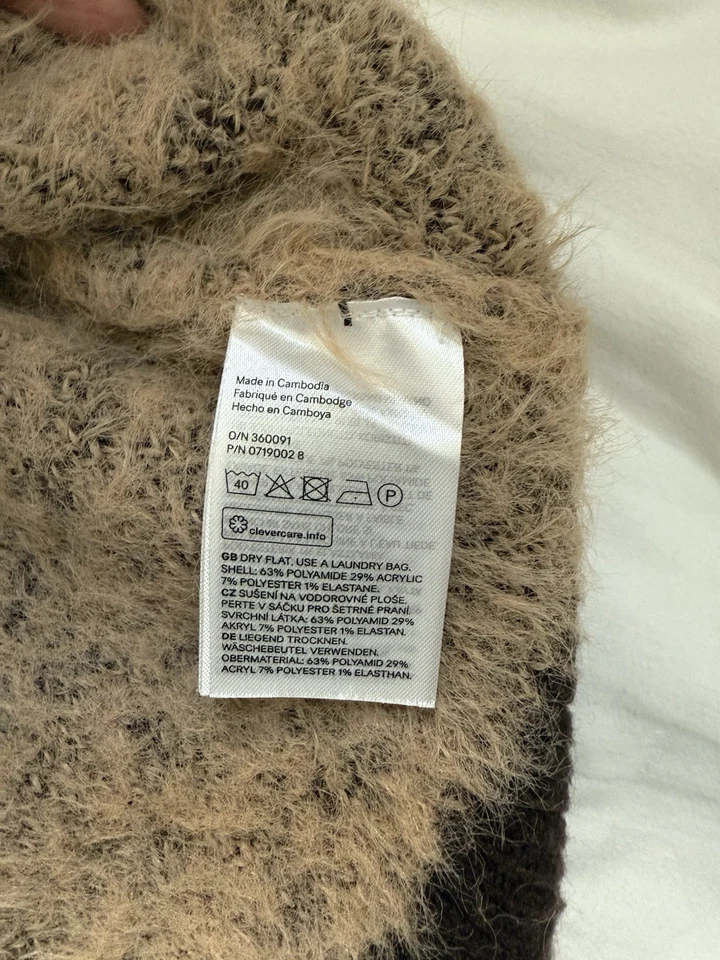 Made in Cambodia
Fabriqué en Cambodge
Hecho en Camboya
O/N 360091
P/N 0719002 8
40 P
clevercare.info
GB DRY FLAT. USE A LAUNDRY BAG.
SHELL: 63% POLYAMIDE 29% ACRYLIC
7% POLYESTER 1% ELASTANE.
CZ SUŠENÍ NA VODOROVNÉ PLOŠE.
PERTE V SÁČKU PRO ŠETRNÉ PRANÍ.
SVRCHNÍ LÁTKA: 63% POLYAMID 29%
AKRYL 7% POLYESTER 1% ELASTAN.
DE LIEGEND TROCKNEN.
WÄSCHEBEUTEL VERWENDEN.
OBERMATERIAL: 63% POLYAMID 29%
ACRYL 7% POLYESTER 1% ELASTHAN.